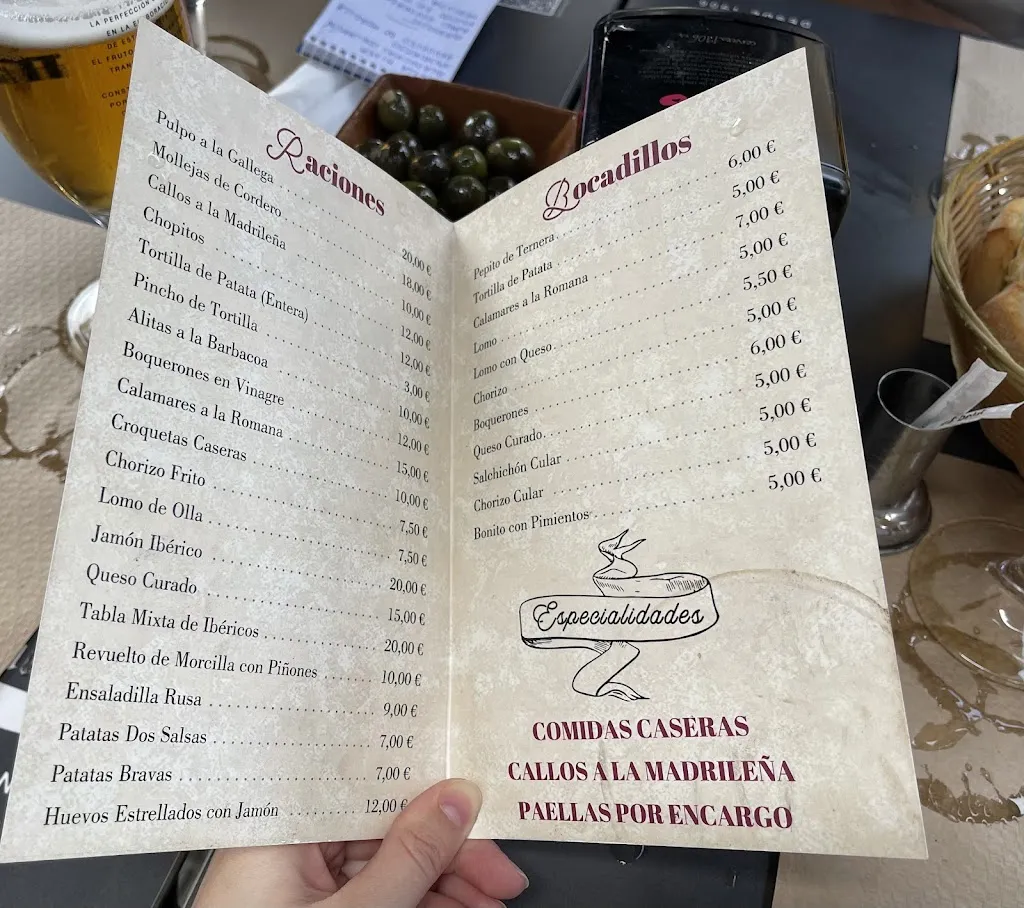 LA PERFECCIÓN
EN LA
EL FRUTO
Raciones
Pulpo a la Gallega 20,00 €
Mollejas de Cordero 18,00 €
Callos a la Madrileña 10,00 €
Chopitos 12,00 €
Tortilla de Patata (Entera) 12,00 €
Pincho de Tortilla 3,00 €
Alitas a la Barbacoa 10,00 €
Boquerones en Vinagre 12,00 €
Calamares a la Romana 15,00 €
Croquetas Caseras 10,00 €
Chorizo Frito 7,50 €
Lomo de Olla 7,50 €
Jamón Ibérico 20,00 €
Queso Curado 15,00 €
Tabla Mixta de Ibéricos 20,00 €
Revuelto de Morcilla con Piñones 10,00 €
Ensaladilla Rusa 9,00 €
Patatas Dos Salsas 7,00 €
Patatas Bravas 7,00 €
Huevos Estrellados con Jamón 12,00 €
Bocadillos
Pepito de Ternera 6,00 €
Tortilla de Patata 5,00 €
Calamares a la Romana 7,00 €
Lomo 5,00 €
Lomo con Queso 5,50 €
Chorizo 5,00 €
Boquerones 6,00 €
Queso Curado 5,00 €
Salchichón Cular 5,00 €
Chorizo Cular 5,00 €
Bonito con Pimientos 5,00 €
Especialidades
COMIDAS CASERAS
CALLOS A LA MADRILEÑA
PAELLAS POR ENCARGO